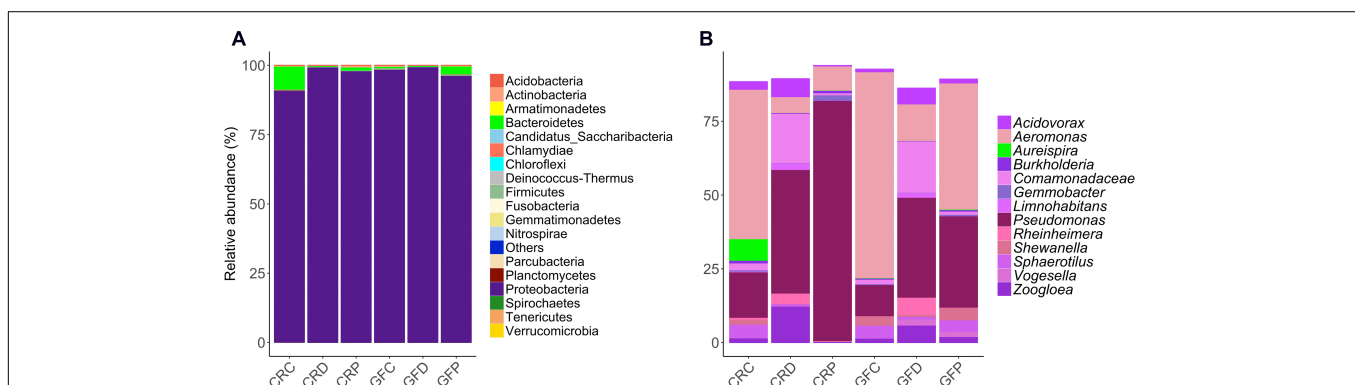 A
Relative abundance (%)
100
75
50
25
0
CRC
CRD
CRP
GFC
GFD
GFP
Acidobacteria
Actinobacteria
Armatimonadetes
Bacteroidetes
Candidatus_Saccharibacteria
Chlamydiae
Chloroflexi
Deinococcus-Thermus
Firmicutes
Fusobacteria
Gemmatimonadetes
Nitrospirae
Others
Parcubacteria
Planctomycetes
Proteobacteria
Spirochaetes
Tenericutes
Verrucomicrobia
B
75
50
25
0
CRC
CRD
CRP
GFC
GFD
GFP
Acidovorax
Aeromonas
Aureispira
Burkholderia
Comamonadaceae
Gemmobacter
Limnohabitans
Pseudomonas
Rheinheimera
Shewanella
Sphaerotilus
Vogesella
Zoogloea